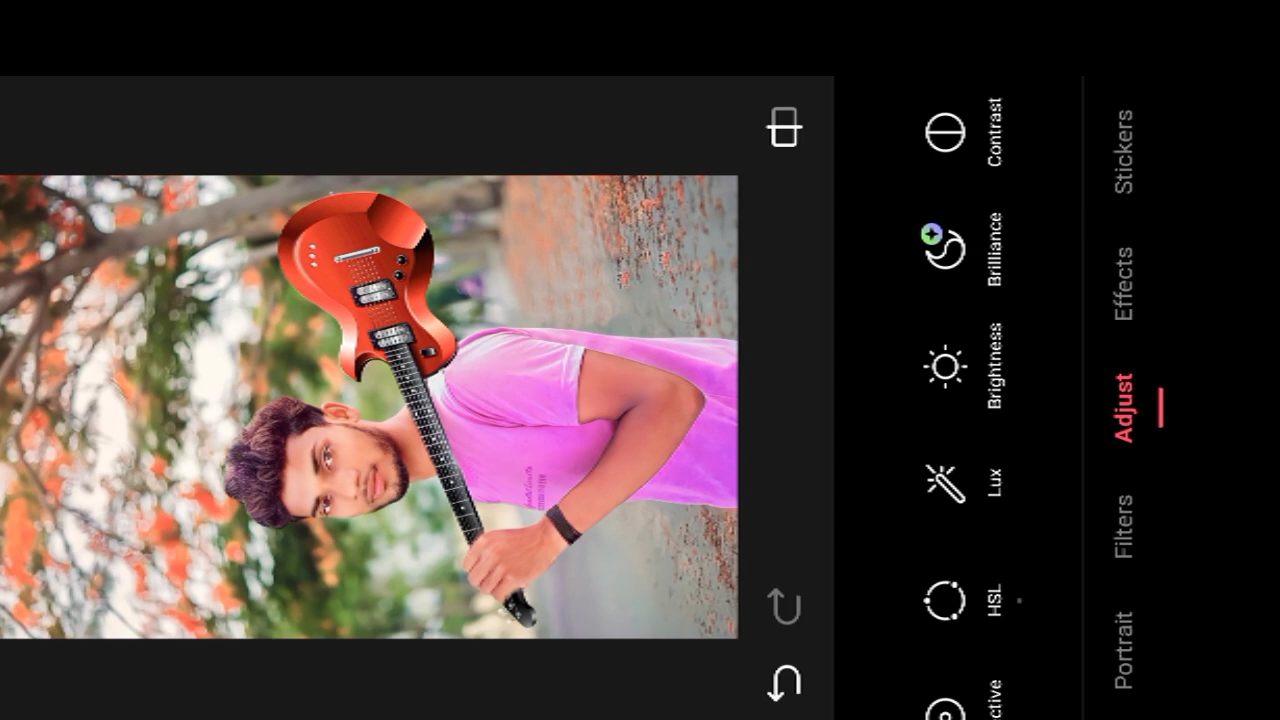 Portrait
Filters
Adjust
Effects
Stickers
ctive
HSL
Lux
Brightness
Brilliance
Contrast